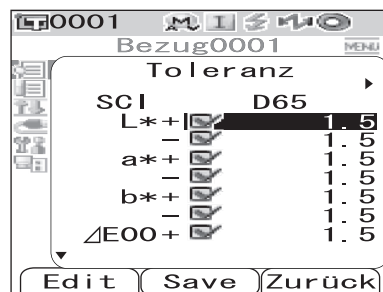 0001 M I
Bezug0001 MENU
Toleranz
SCI D65
L*+ 1.5
– 1.5
a*+ 1.5
– 1.5
b*+ 1.5
– 1.5
⊿E00+ 1.5
Edit Save Zurück